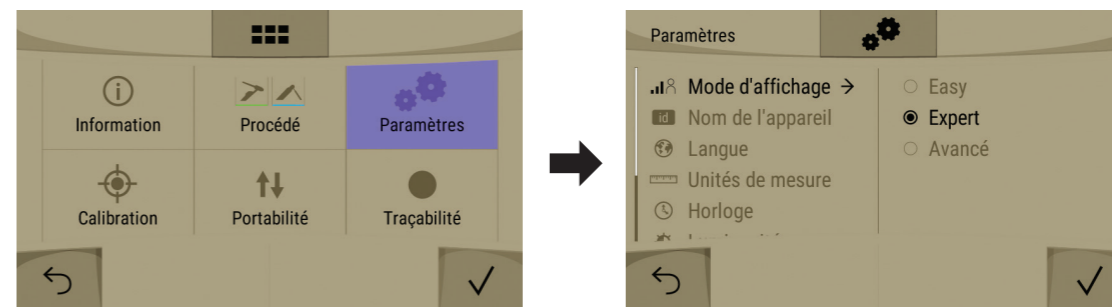 Information
Procédé
Paramètres
Calibration
Portabilité
Traçabilité
Paramètres
Mode d'affichage →
id Nom de l'appareil
Langue
Unités de mesure
Horloge
Easy
Expert
Avancé